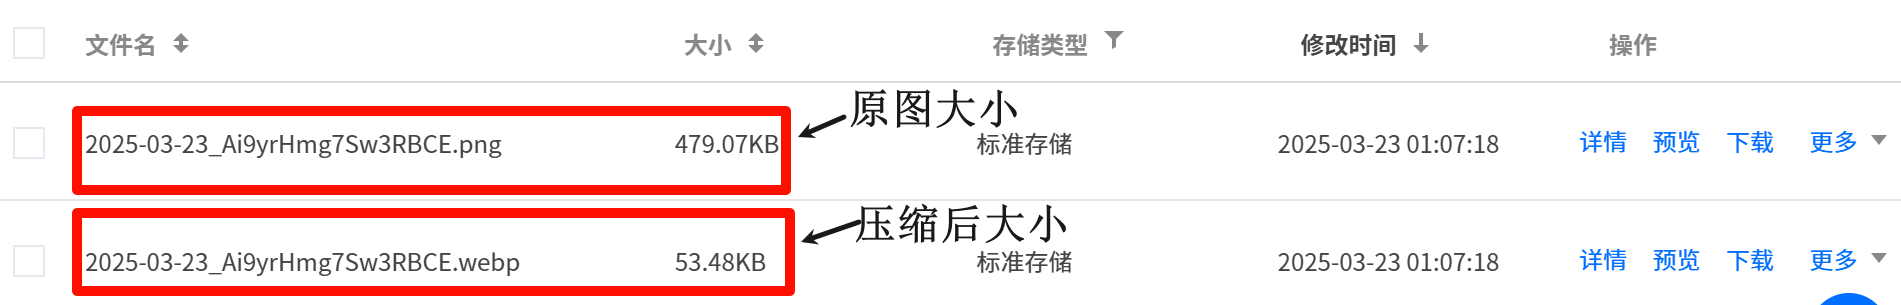 文件名 大小 存储类型 修改时间 操作
原图大小
2025-03-23_Ai9yrHmg7Sw3RBCE.png 479.07KB 标准存储 2025-03-23 01:07:18 详情 预览 下载 更多
压缩后大小
2025-03-23_Ai9yrHmg7Sw3RBCE.webp 53.48KB 标准存储 2025-03-23 01:07:18 详情 预览 下载 更多